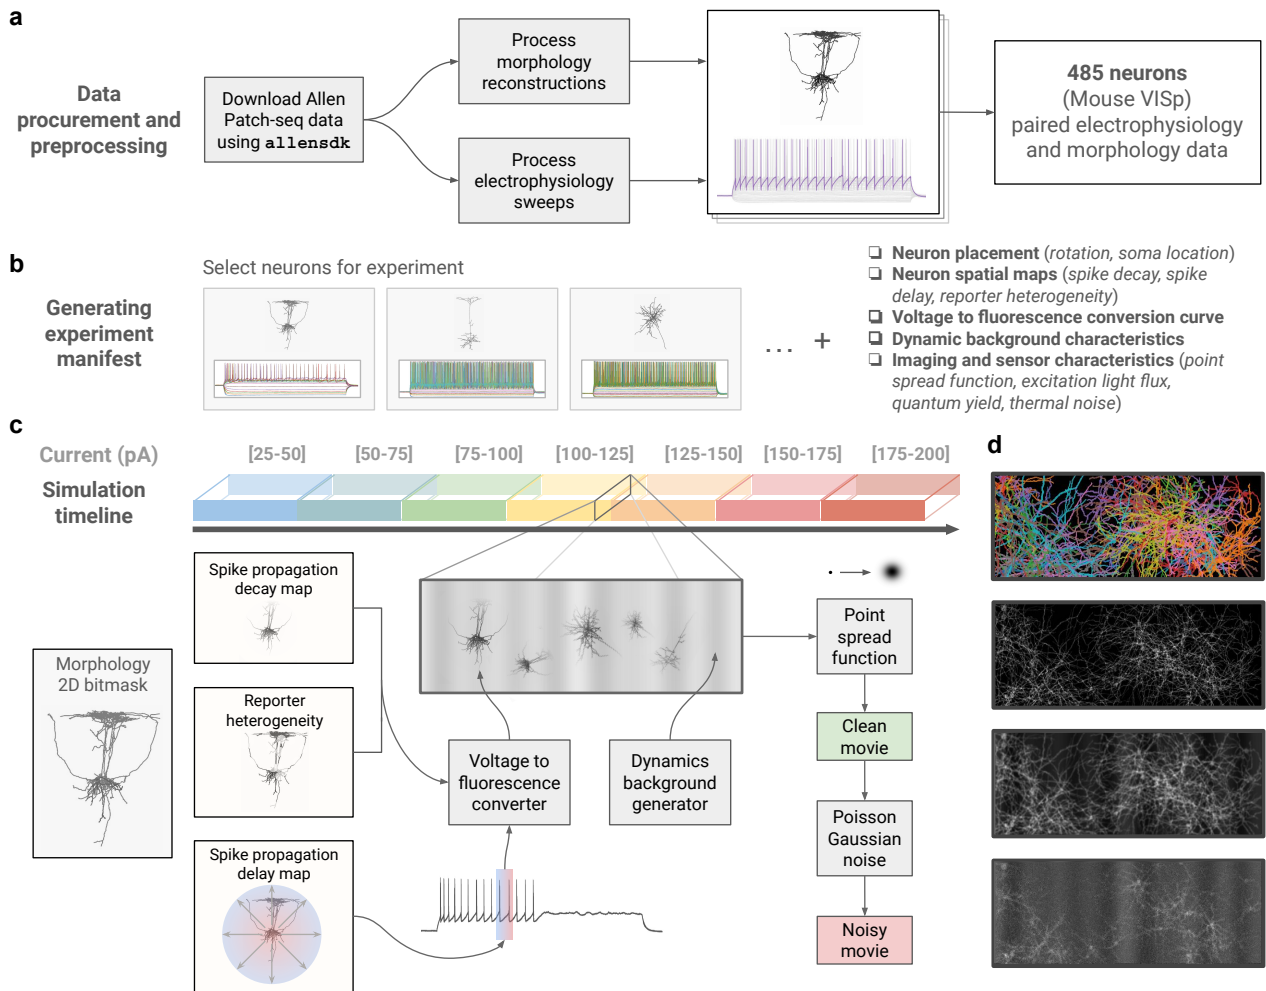 a
Data
procurement and
preprocessing
Download Allen
Patch-seq data
using allensdk
Process
morphology
reconstructions
Process
electrophysiology
sweeps
485 neurons
(Mouse VISp)
paired electrophysiology
and morphology data
b
Generating
experiment
manifest
Select neurons for experiment
... +
❏ Neuron placement (rotation, soma location)
❏ Neuron spatial maps (spike decay, spike
delay, reporter heterogeneity)
❏ Voltage to fluorescence conversion curve
❏ Dynamic background characteristics
❏ Imaging and sensor characteristics (point
spread function, excitation light flux,
quantum yield, thermal noise)
c
Current (pA)
[25-50] [50-75] [75-100] [100-125] [125-150] [150-175] [175-200]
Simulation
timeline
Morphology
2D bitmask
Spike propagation
decay map
Reporter
heterogeneity
Spike propagation
delay map
Voltage to
fluorescence
converter
Dynamics
background
generator
Point
spread
function
Clean
movie
Poisson
Gaussian
noise
Noisy
movie
d